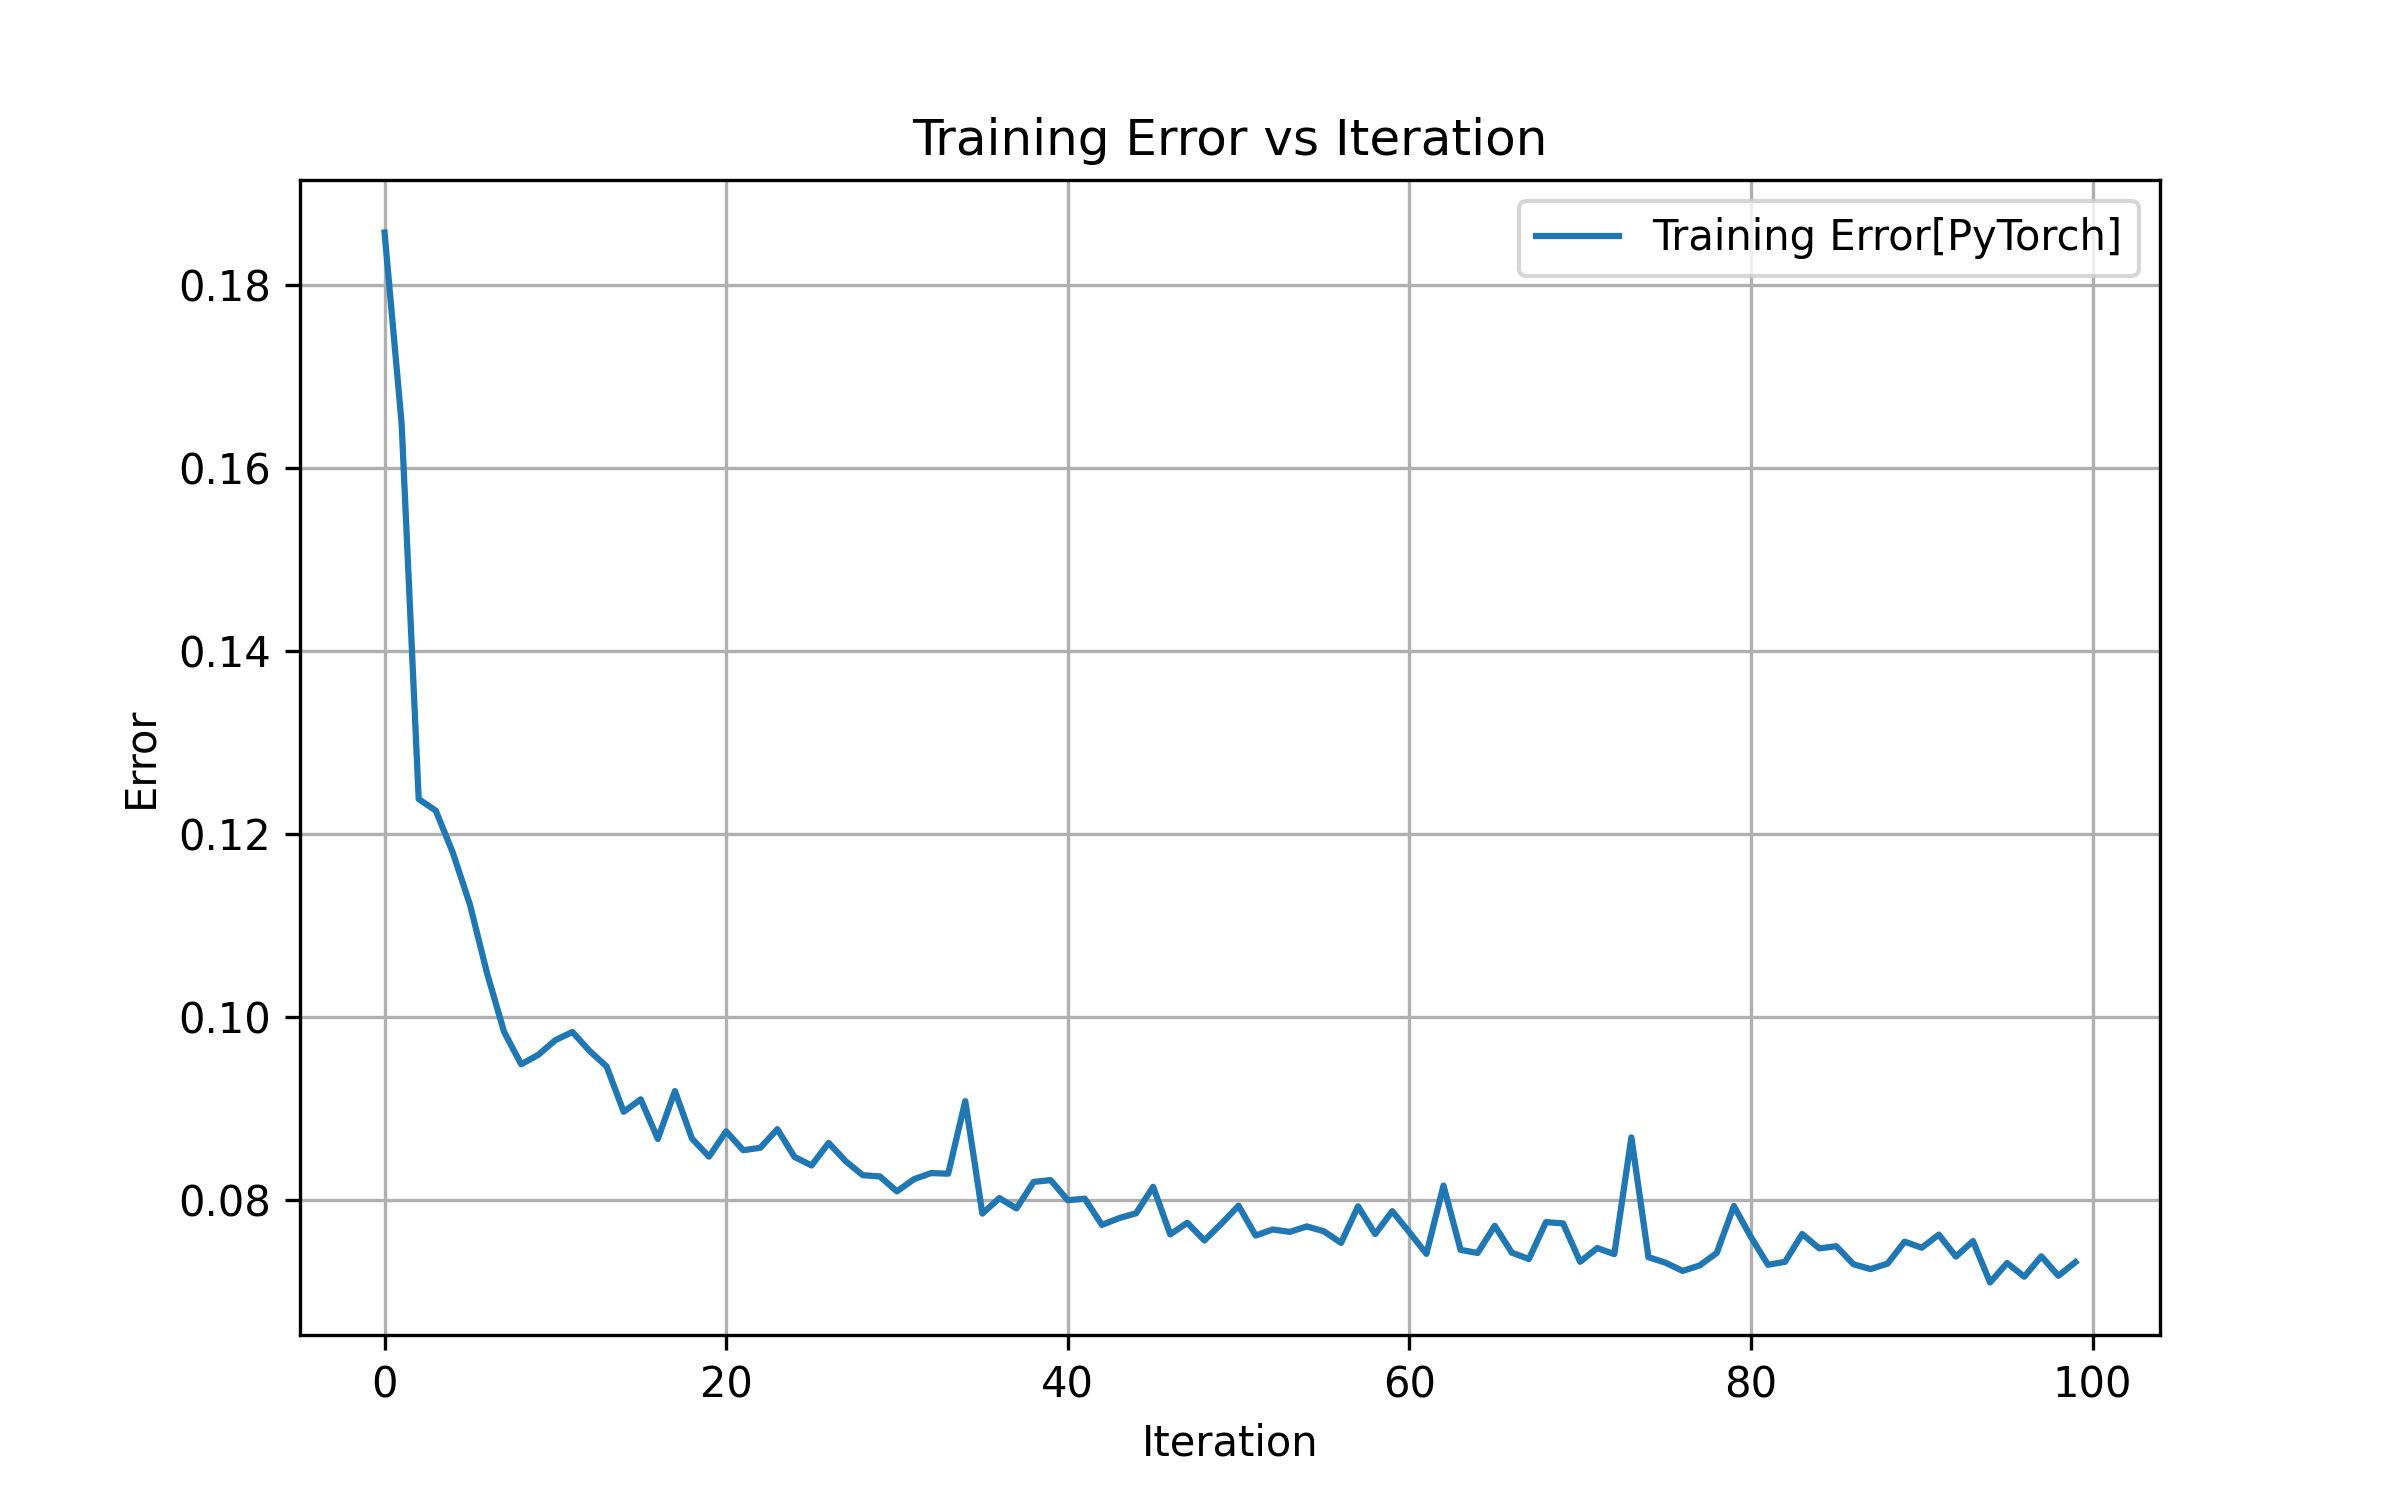 Training Error vs Iteration
Training Error[PyTorch]
0.18
0.16
0.14
0.12
0.10
0.08
Error
0 20 40 60 80 100
Iteration